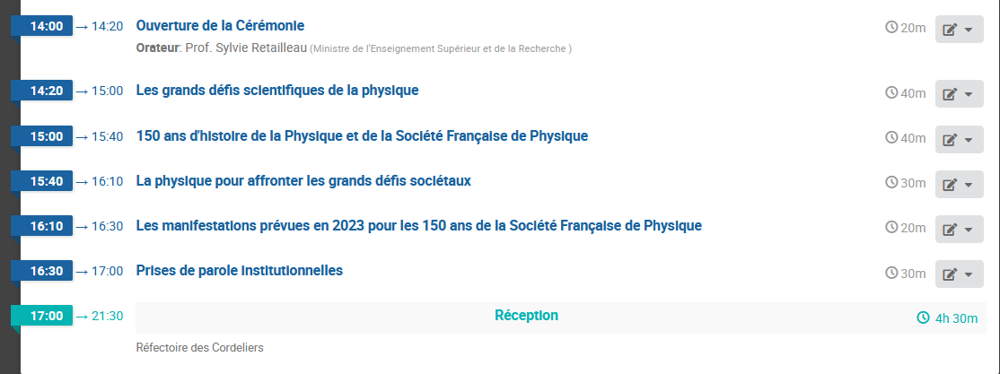 14:00 → 14:20 Ouverture de la Cérémonie 20m
Orateur: Prof. Sylvie Retailleau (Ministre de l'Enseignement Supérieur et de la Recherche )
14:20 → 15:00 Les grands défis scientifiques de la physique 40m
15:00 → 15:40 150 ans d'histoire de la Physique et de la Société Française de Physique 40m
15:40 → 16:10 La physique pour affronter les grands défis sociétaux 30m
16:10 → 16:30 Les manifestations prévues en 2023 pour les 150 ans de la Société Française de Physique 20m
16:30 → 17:00 Prises de parole institutionnelles 30m
17:00 → 21:30 Réception 4h 30m
Réfectoire des Cordeliers